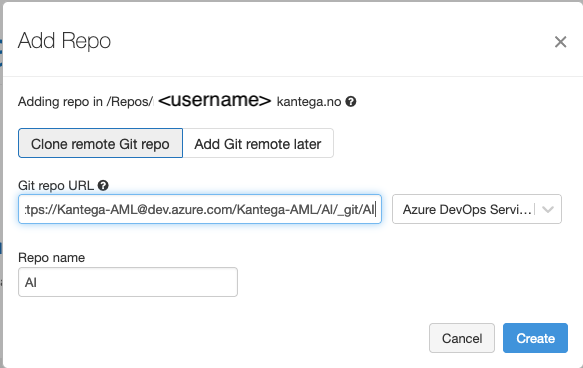 Add Repo
Adding repo in /Repos/ <username> kantega.no
Clone remote Git repo Add Git remote later
Git repo URL
tps://Kantega-AML@dev.azure.com/Kantega-AML/AI/_git/AI
Azure DevOps Servi...
Repo name
AI
Cancel Create